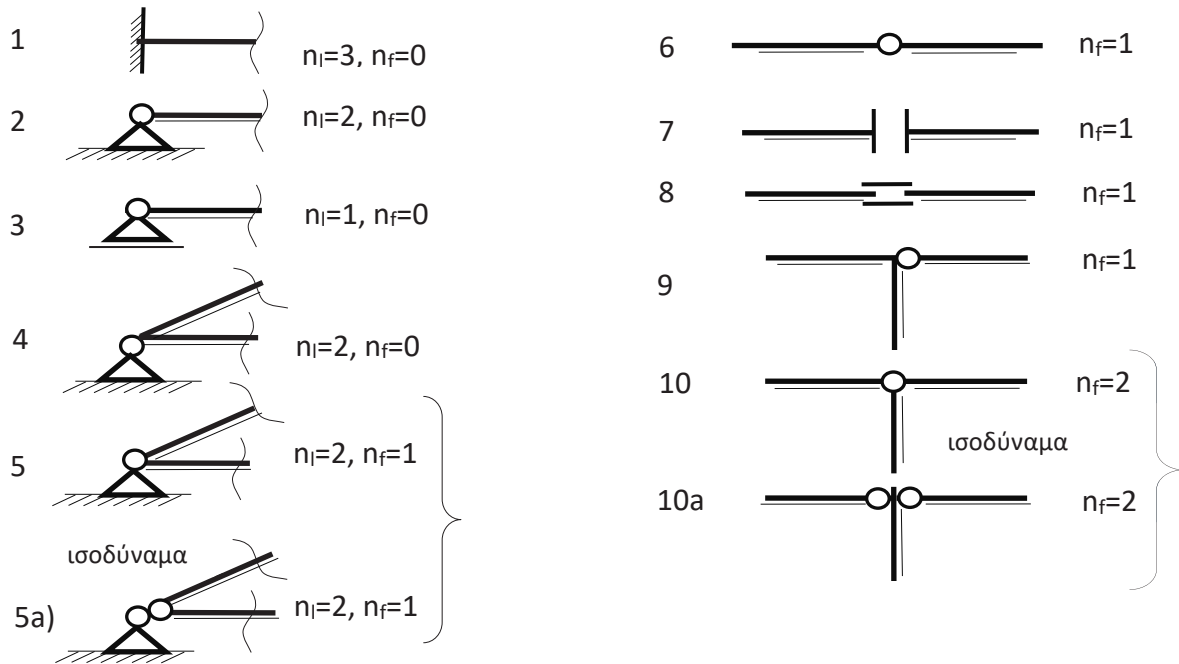 1
nl=3, nf=0
2
nl=2, nf=0
3
nl=1, nf=0
4
nl=2, nf=0
5
nl=2, nf=1
ισοδύναμα
5a)
nl=2, nf=1
6
nf=1
7
nf=1
8
nf=1
9
nf=1
10
nf=2
ισοδύναμα
10a
nf=2